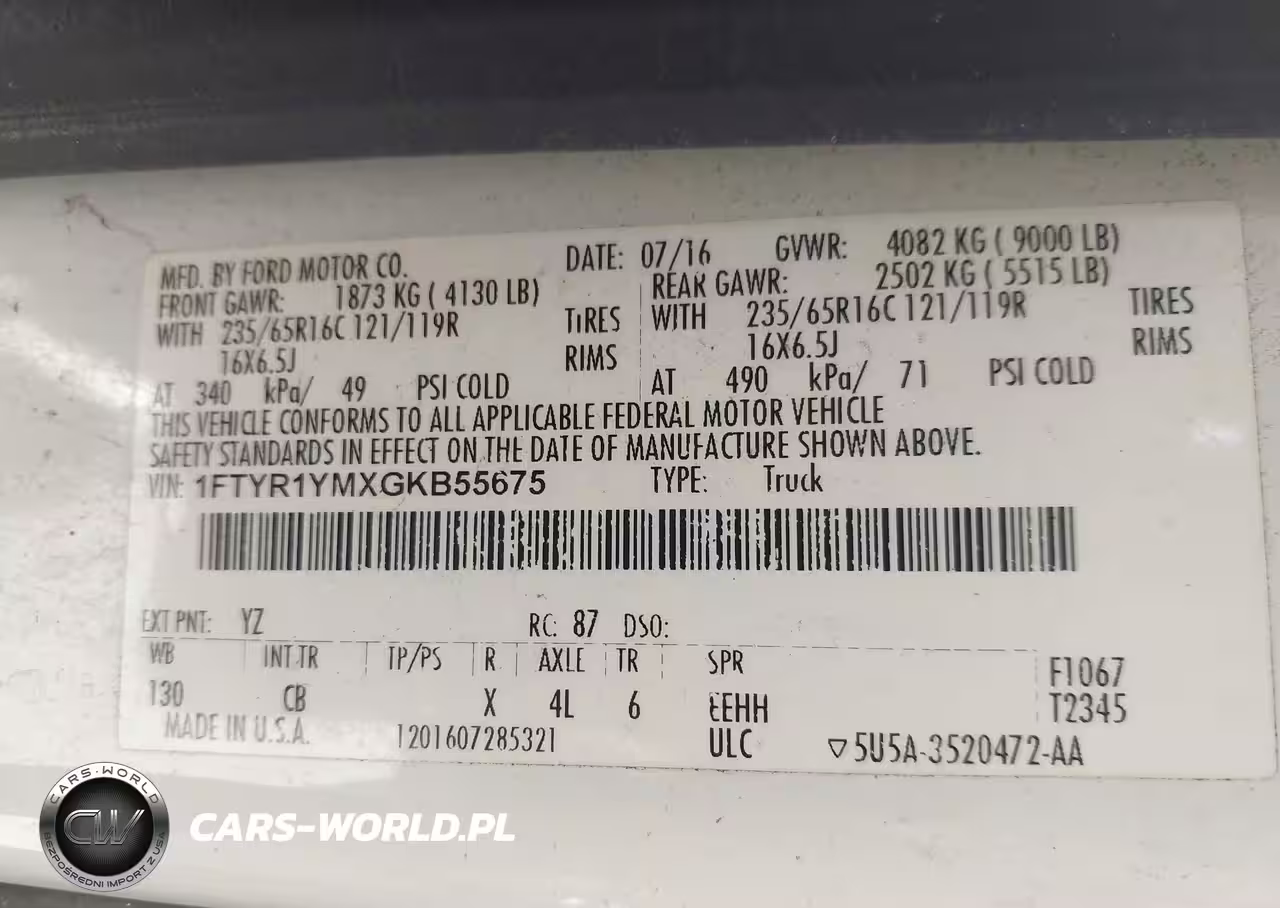 MFD. BY FORD MOTOR CO. DATE: 07/16 GVWR: 4082 KG ( 9000 LB)
FRONT GAWR: 1873 KG ( 4130 LB) REAR GAWR: 2502 KG ( 5515 LB)
WITH 235/65R16C 121/119R TIRES WITH 235/65R16C 121/119R TIRES
16X6.5J RIMS 16X6.5J RIMS
AT 340 kPa/ 49 PSI COLD AT 490 kPa/ 71 PSI COLD
THIS VEHICLE CONFORMS TO ALL APPLICABLE FEDERAL MOTOR VEHICLE
SAFETY STANDARDS IN EFFECT ON THE DATE OF MANUFACTURE SHOWN ABOVE.
VIN: 1FTYR1YMXGKB55675 TYPE: Truck
EXT PNT: YZ RC: 87 DSO:
WB INT TR TP/PS R AXLE TR SPR F1067
130 CB X 4L 6 EEHH T2345
MADE IN U.S.A. 1201607285321 ULC ▽5U5A-3520472-AA
CARS-WORLD
CW
BEZPOŚREDNI IMPORT Z USA
CARS-WORLD.PL